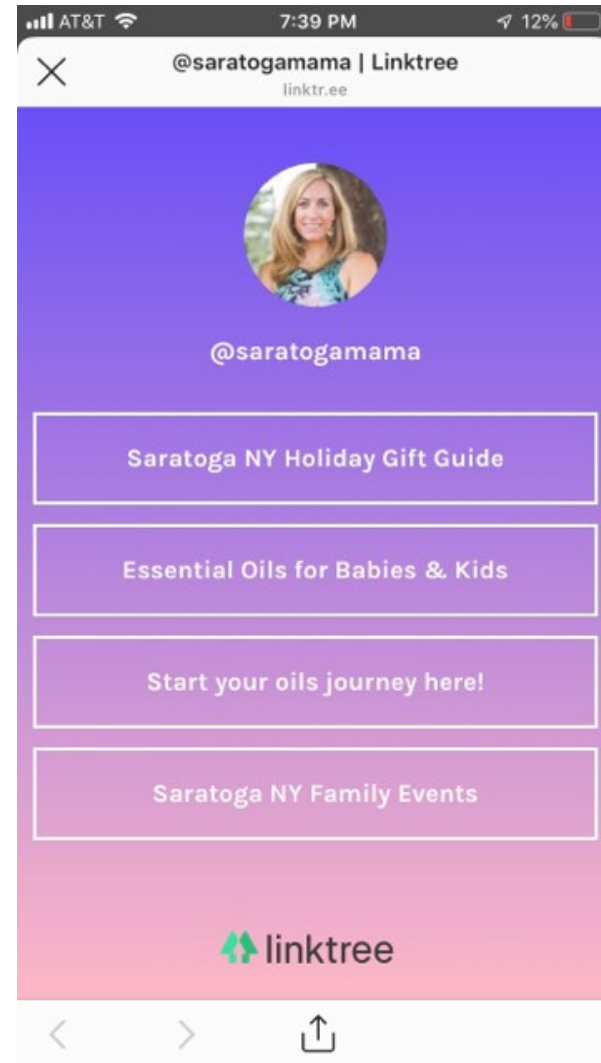 AT&T 7:39 PM 12%
@saratogamama | Linktree
linktr.ee
@saratogamama
Saratoga NY Holiday Gift Guide
Essential Oils for Babies & Kids
Start your oils journey here!
Saratoga NY Family Events
linktree